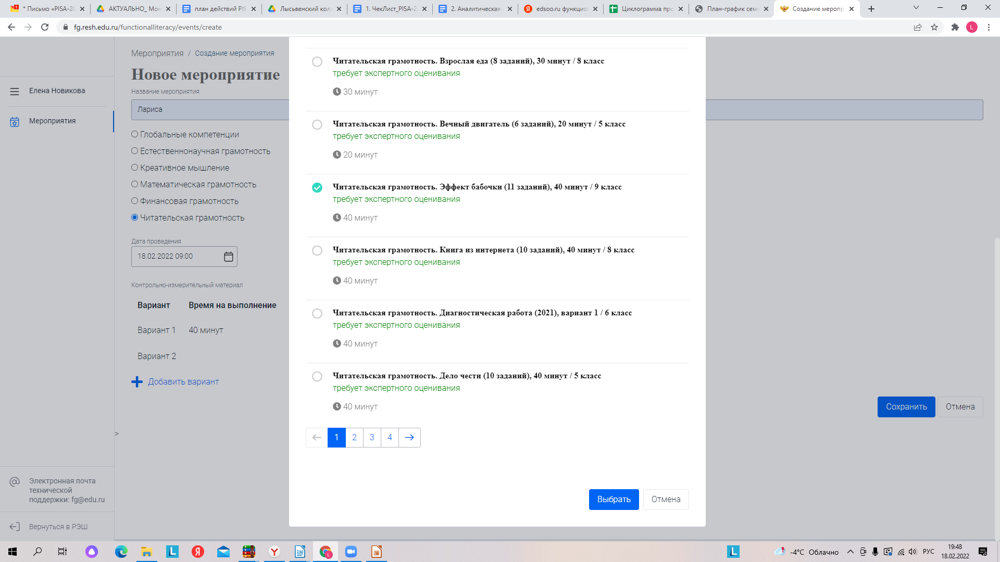 * Письмо «PISA-20
АКТУАЛЬНО_ Мон
план действий PIS
Лысьвенский колл
1. ЧекЛист_PISA-2
2. Аналитическая
edsoo.ru функцион
Циклограмма про
План-график семи
Создание меропр
fg.resh.edu.ru/functionalliteracy/events/create
L
Елена Новикова
Мероприятия
Мероприятия / Создание мероприятия
Новое мероприятие
Название мероприятия
Лариса
Глобальные компетенции
Естественнонаучная грамотность
Креативное мышление
Математическая грамотность
Финансовая грамотность
Читательская грамотность
Дата проведения
18.02.2022 09:00
Контрольно-измерительный материал
Вариант Время на выполнение
Вариант 1 40 минут
Вариант 2
Добавить вариант
Читательская грамотность. Взрослая еда (8 заданий), 30 минут / 8 класс
требует экспертного оценивания
30 минут
Читательская грамотность. Вечный двигатель (6 заданий), 20 минут / 5 класс
требует экспертного оценивания
20 минут
Читательская грамотность. Эффект бабочки (11 заданий), 40 минут / 9 класс
требует экспертного оценивания
40 минут
Читательская грамотность. Книга из интернета (10 заданий), 40 минут / 8 класс
требует экспертного оценивания
40 минут
Читательская грамотность. Диагностическая работа (2021), вариант 1 / 6 класс
требует экспертного оценивания
40 минут
Читательская грамотность. Дело чести (10 заданий), 40 минут / 5 класс
требует экспертного оценивания
40 минут
← 1 2 3 4 →
Выбрать Отмена
Сохранить Отмена
>
Электронная почта
технической
поддержки: fg@edu.ru
Вернуться в РЭШ
-4°C Облачно
РУС
19:48
18.02.2022